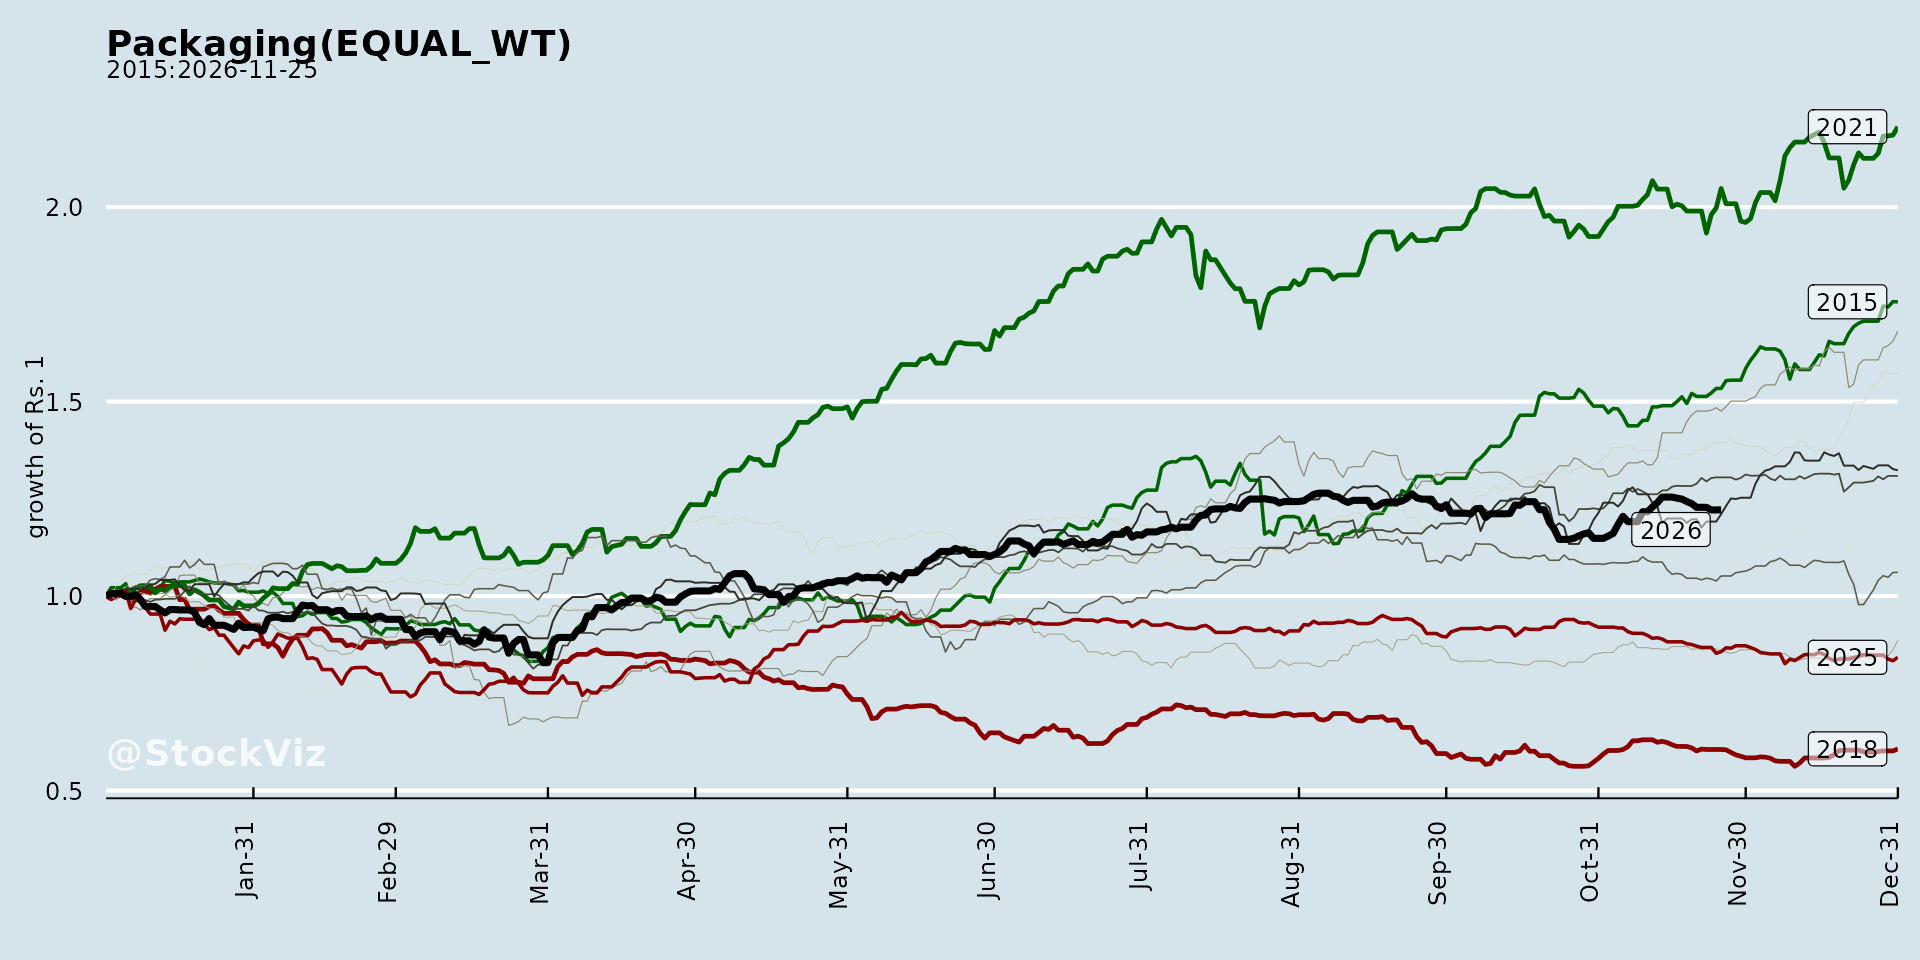 Packaging(EQUAL_WT)
2015:2026-11-25
growth of Rs. 1
2.0
1.5
1.0
0.5
2021
2015
2026
2025
2018
@StockViz
Jan-31
Feb-29
Mar-31
Apr-30
May-31
Jun-30
Jul-31
Aug-31
Sep-30
Oct-31
Nov-30
Dec-31